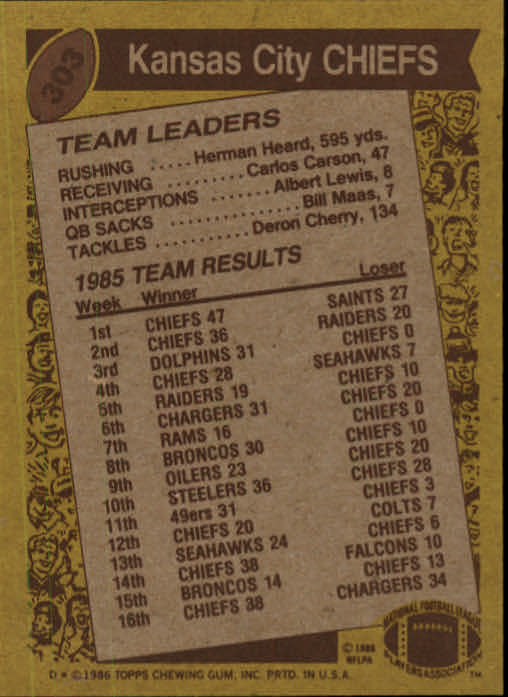 303
Kansas City CHIEFS
TEAM LEADERS
RUSHING ..... Herman Heard, 595 yds.
RECEIVING ......... Carlos Carson, 47
INTERCEPTIONS ....... Albert Lewis, 8
QB SACKS ............... Bill Maas, 7
TACKLES ........... Deron Cherry, 134
1985 TEAM RESULTS
Week Winner Loser
1st CHIEFS 47 SAINTS 27
2nd CHIEFS 36 RAIDERS 20
3rd DOLPHINS 31 CHIEFS 0
4th CHIEFS 28 SEAHAWKS 7
5th RAIDERS 19 CHIEFS 10
6th CHARGERS 31 CHIEFS 20
7th RAMS 16 CHIEFS 0
8th BRONCOS 30 CHIEFS 10
9th OILERS 23 CHIEFS 20
10th STEELERS 36 CHIEFS 28
11th 49ers 31 CHIEFS 3
12th CHIEFS 20 COLTS 7
13th SEAHAWKS 24 CHIEFS 6
14th CHIEFS 38 FALCONS 10
15th BRONCOS 14 CHIEFS 13
16th CHIEFS 38 CHARGERS 34
NATIONAL FOOTBALL LEAGUE
PLAYERS ASSOCIATION
TM
© 1986
NFLPA
D * © 1986 TOPPS CHEWING GUM, INC. PRTD. IN U.S.A.